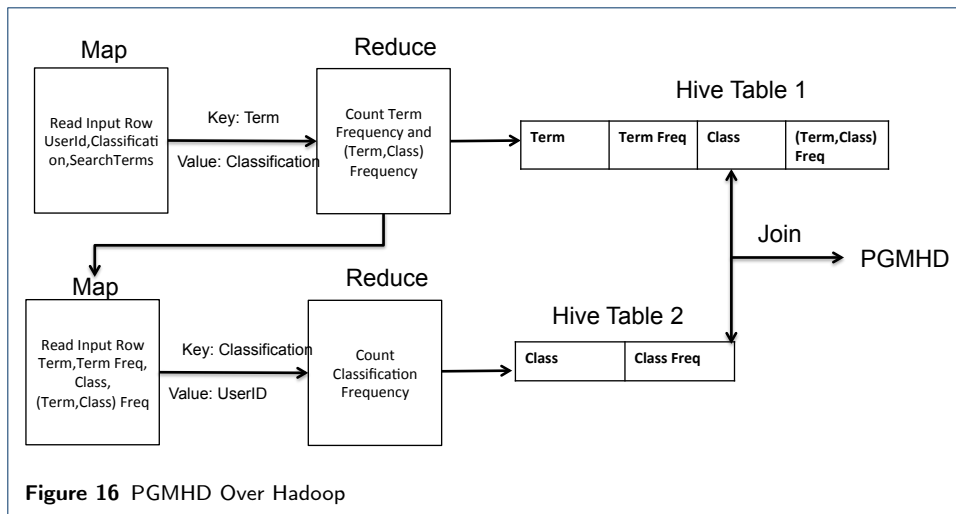 Map
Reduce
Read Input Row
UserId,Classificati
on,SearchTerms
Key: Term
Value: Classification
Count Term
Frequency and
(Term,Class)
Frequency
Hive Table 1
Term
Term Freq
Class
(Term,Class)
Freq
Join
PGMHD
Map
Reduce
Read Input Row
Term,Term Freq,
Class,
(Term,Class) Freq
Key: Classification
Value: UserID
Count
Classification
Frequency
Hive Table 2
Class
Class Freq
Figure 16 PGMHD Over Hadoop